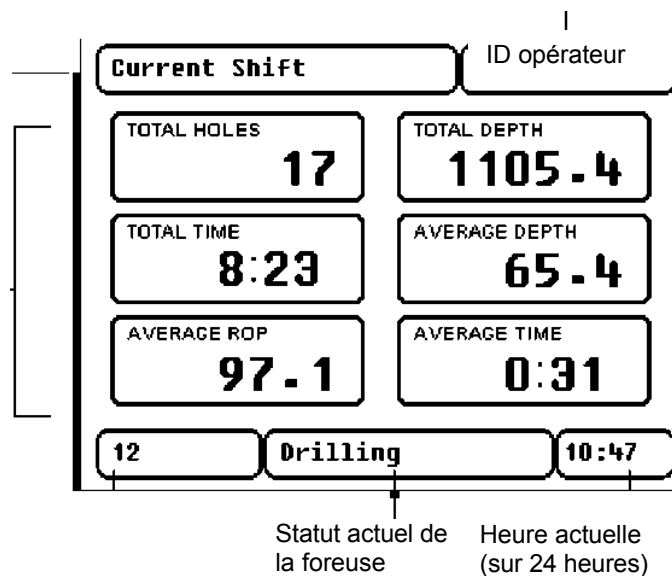 ID opérateur
Current Shift
TOTAL HOLES
17
TOTAL DEPTH
1105.4
TOTAL TIME
8:23
AVERAGE DEPTH
65.4
AVERAGE ROP
97.1
AVERAGE TIME
0:31
12
Drilling
10:47
Statut actuel de
la foreuse
Heure actuelle
(sur 24 heures)